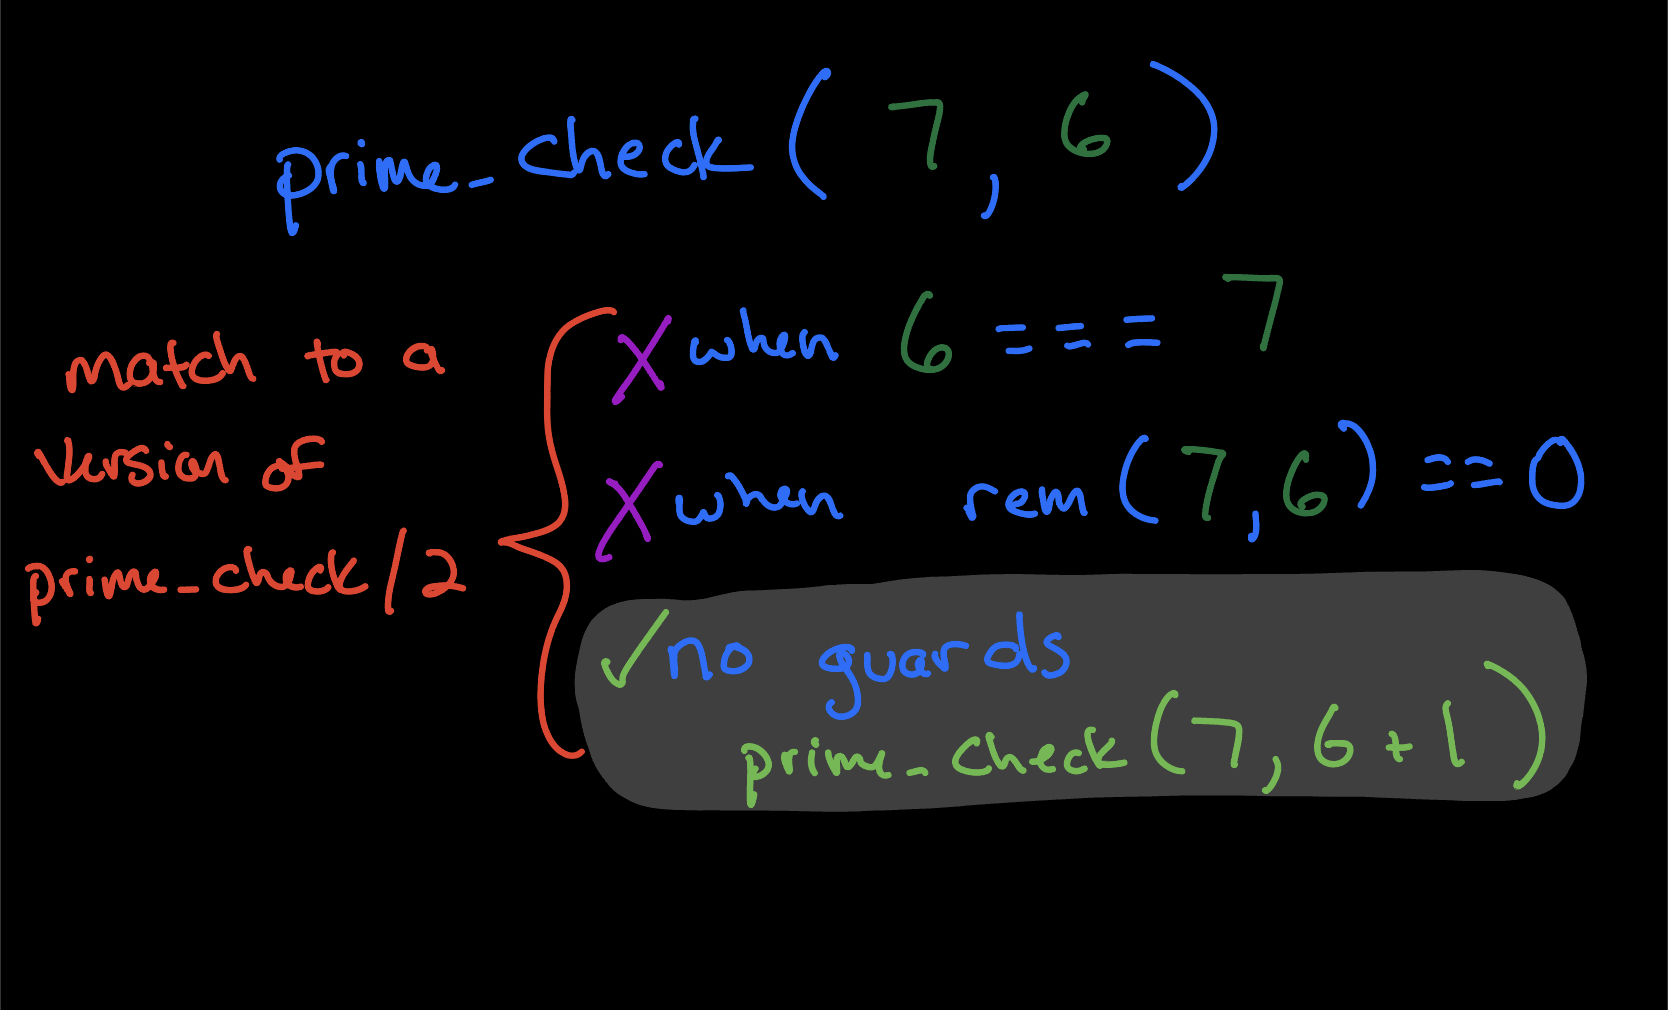 prime_check ( 7, 6 )
match to a
version of
prime_check/2
X when 6 === 7
X when rem (7,6) == 0
✓ no guards
prime_check (7, 6+1)